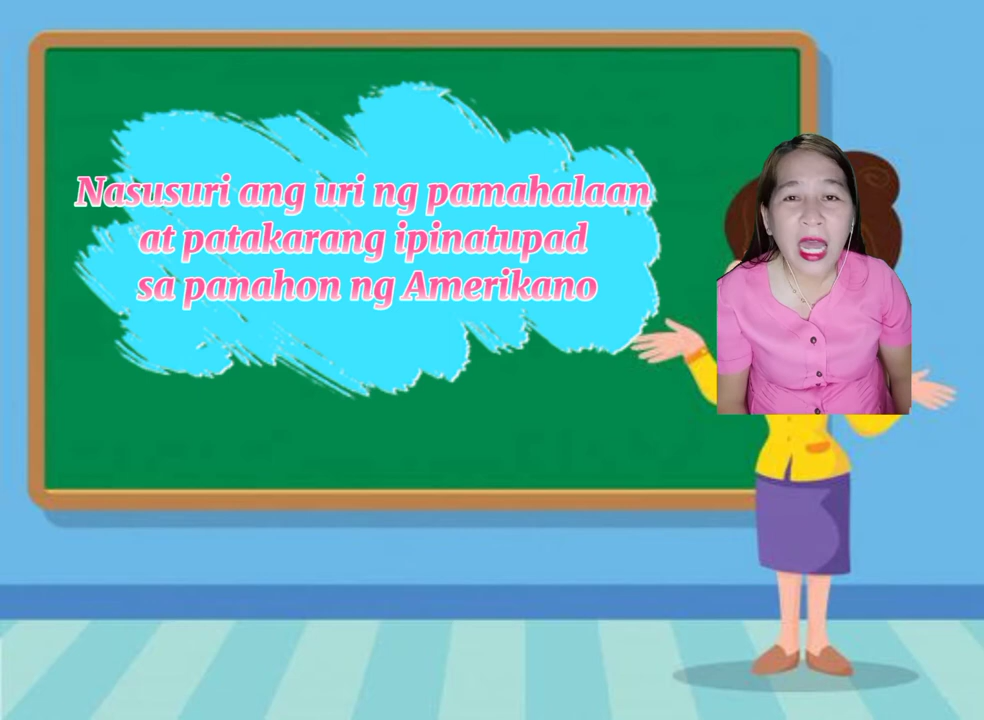 Nasusuri ang uri ng pamahalaan
at patakarang ipinatupad
sa panahon ng Amerikano